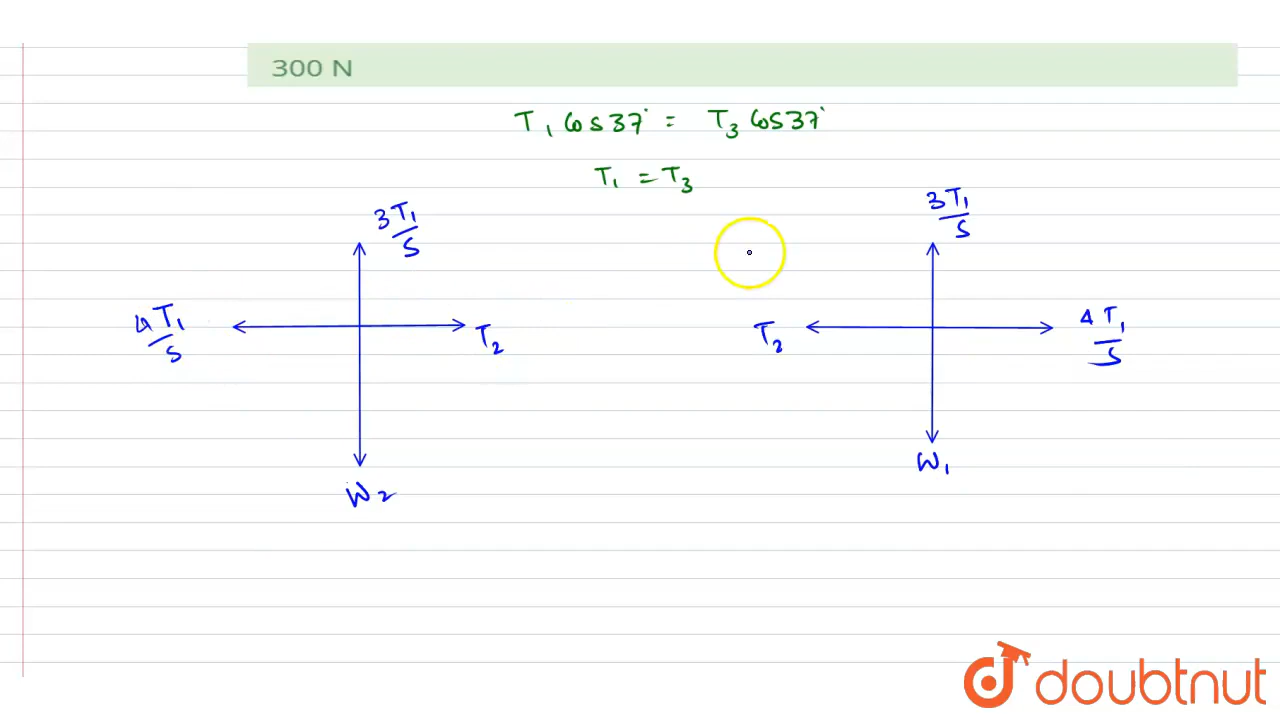 300 N
T₁ Cos 37° = T₃ Cos 37°
T₁ = T₃
3T₁/5
3T₁/5
4T₁/5
T₂
T₂
4T₁/5
W₁
W₂
doubtnut